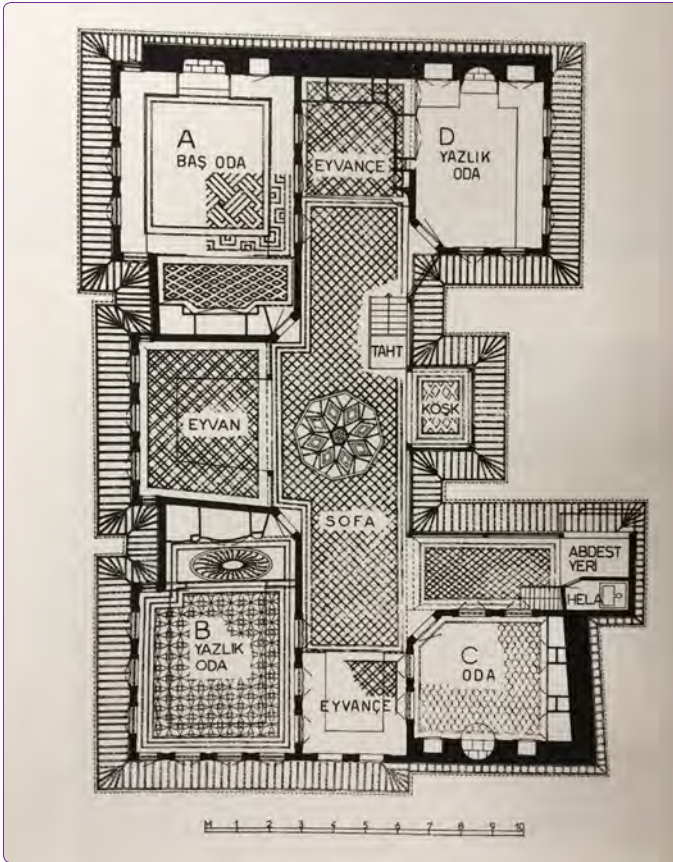 A
BAŞ ODA
EYVANÇE
D
YAZLIK
ODA
TAHT
EYVAN
KÖŞK
SOFA
ABDEST
YERİ
HELA
B
YAZLIK
ODA
C
ODA
EYVANÇE
M 1 2 3 4 5 6 7 8 9 10